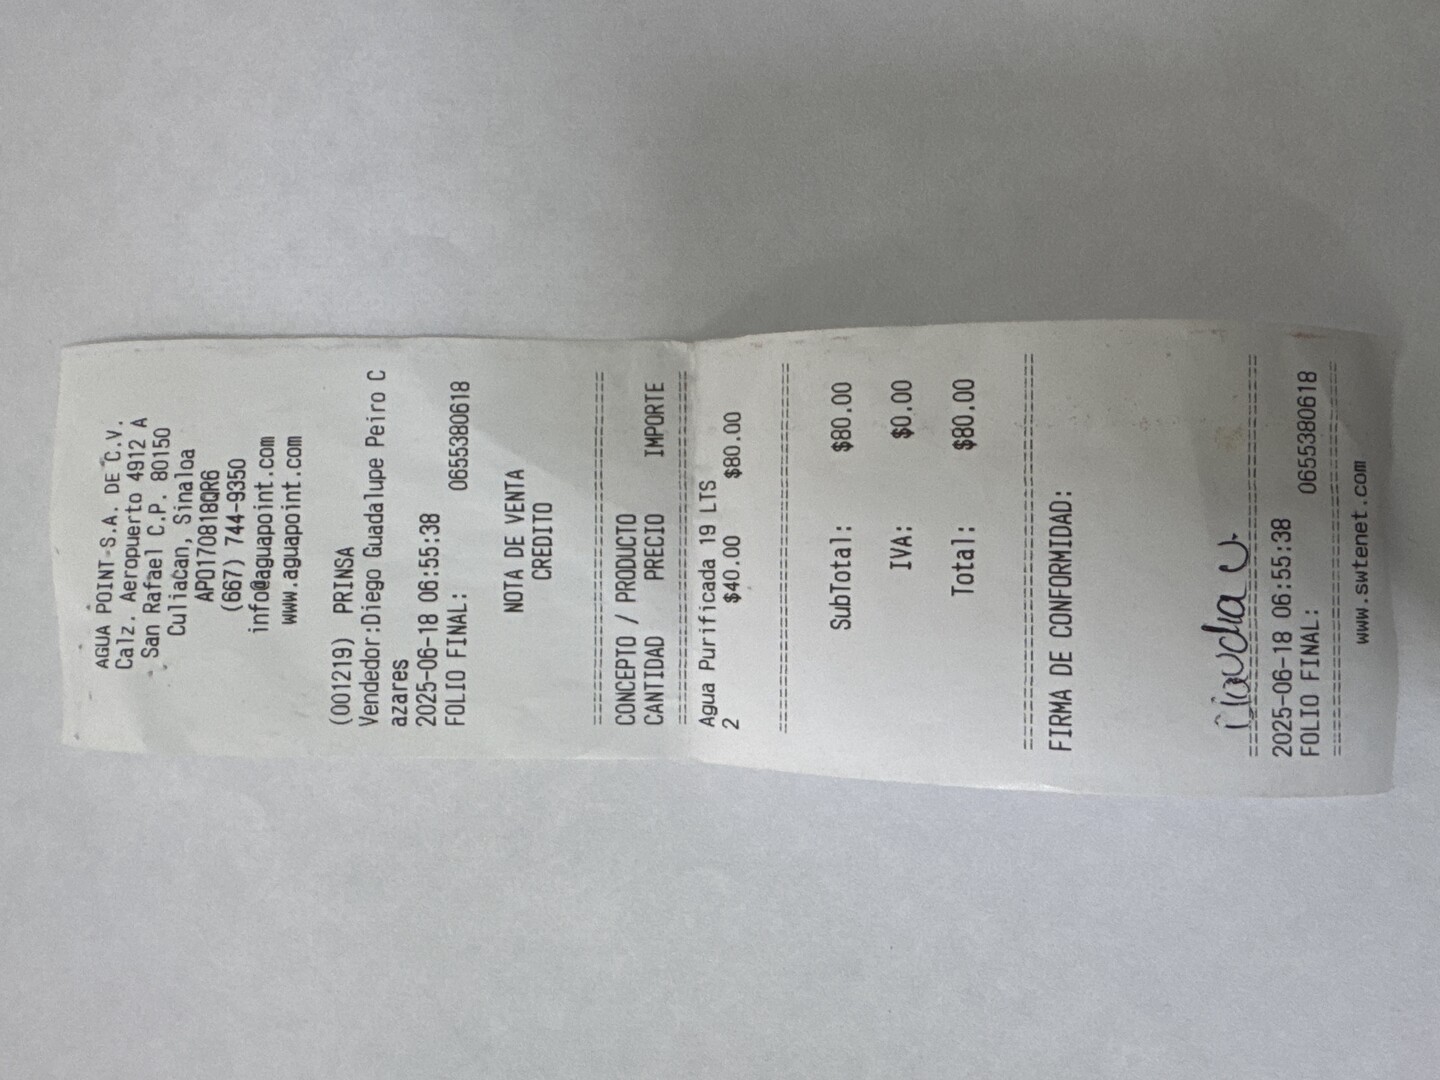 AGUA POINT S.A. DE C.V.
Calz. Aeropuerto 4912 A
San Rafael C.P. 80150
Culiacan, Sinaloa
APO170818QR6
(667) 744-9350
info@aguapoint.com
www.aguapoint.com
(001219) PRINSA
Vendedor:Diego Guadalupe Peiro C
azares
2025-06-18 06:55:38
FOLIO FINAL: 0655380618
NOTA DE VENTA
CREDITO
================================
CONCEPTO / PRODUCTO
CANTIDAD PRECIO IMPORTE
================================
Agua Purificada 19 LTS
2 $40.00 $80.00
================================
SubTotal: $80.00
IVA: $0.00
Total: $80.00
================================
FIRMA DE CONFORMIDAD:
Claudia C.
================================
2025-06-18 06:55:38
FOLIO FINAL: 0655380618
================================
www.swtenet.com